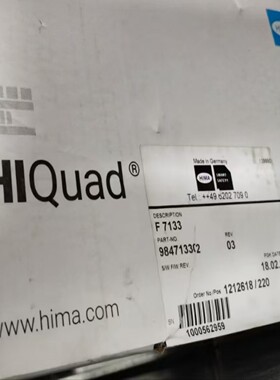 Made in Germany
HIMA
Tel.: ++49 6202 709 0
HIQuad®
DESCRIPTION
F 7133
PART-NO.
REV.
984713302
03
S/W F/W REV.
18.02.
Order No/Pos
1212618 / 220
SN
1000562959
www.hima.com